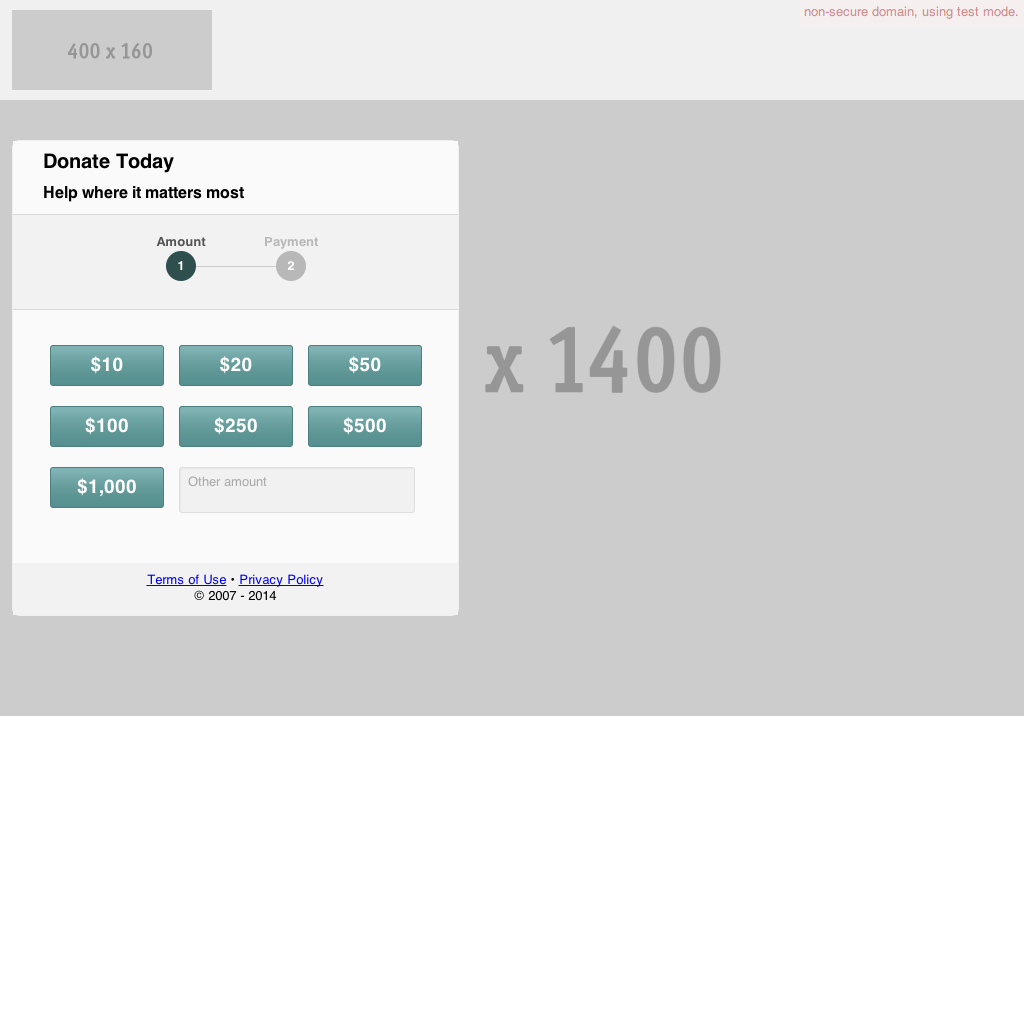 non-secure domain, using test mode.
400 x 160
Donate Today
Help where it matters most
Amount Payment
1 2
x 1400
$10 $20 $50
$100 $250 $500
$1,000 Other amount
Terms of Use • Privacy Policy
© 2007 - 2014